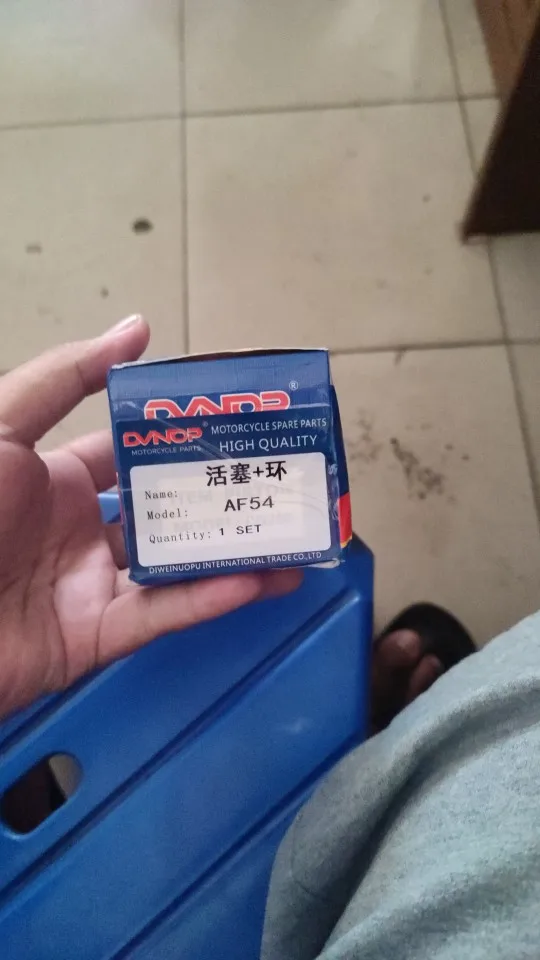 DVNOP®
DVNOP® MOTORCYCLE SPARE PARTS
MOTORCYCLE PARTS HIGH QUALITY
Name: 活塞+环
Model: AF54
Quantity: 1 SET
DIWEINUOPU INTERNATIONAL TRADE CO.,LTD